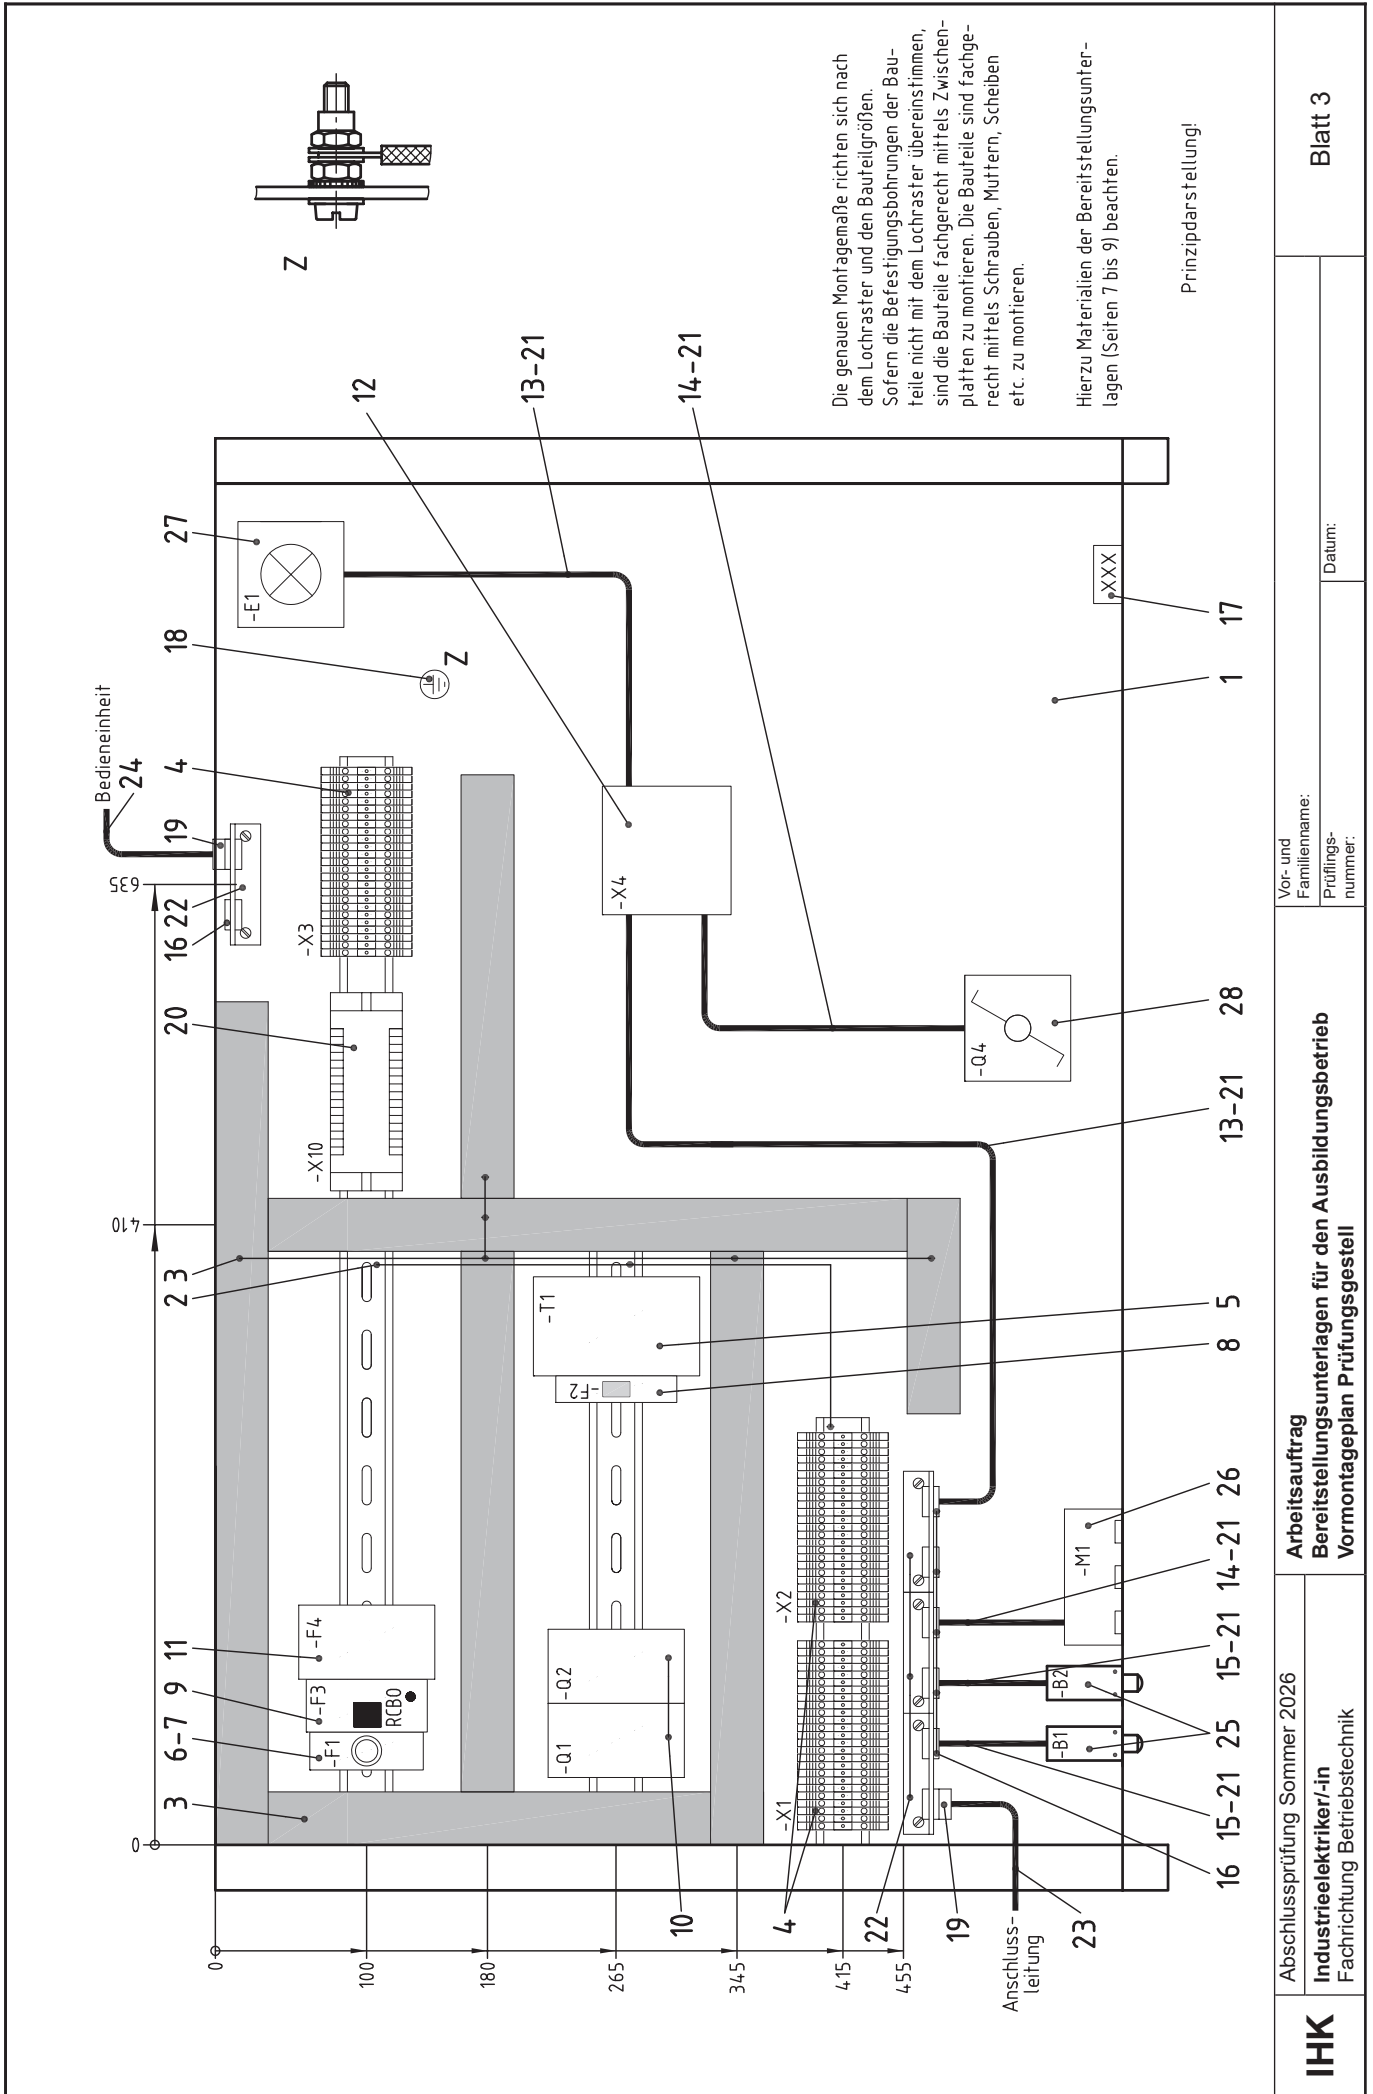 Z
Die genauen Montagemaße richten sich nach
dem Lochraster und den Bauteilgrößen.
Sofern die Befestigungsbohrungen der Bau-
teile nicht mit dem Lochraster übereinstimmen,
sind die Bauteile fachgerecht mittels Zwischen-
platten zu montieren. Die Bauteile sind fachge-
recht mittels Schrauben, Muttern, Scheiben
etc. zu montieren.
Hierzu Materialien der Bereitstellungsunter-
lagen (Seiten 7 bis 9) beachten.
Prinzipdarstellung!
0
410
635
Bedieneinheit
24
3
6-7
9
11
2
3
20
16
22
19
4
18
27
12
13-21
14-21
0
100
180
265
345
415
455
-F1
-F3
RCBO
-F4
-X10
-X3
Z
-E1
-Q1
-Q2
-F2
-T1
-X4
-X1
-X2
-Q4
-B1
-B2
-M1
XXX
10
4
22
19
Anschluss-
leitung
23
16
15-21
25
15-21
14-21
26
8
5
13-21
28
1
17
IHK
Abschlussprüfung Sommer 2026
Industrieelektriker/-in
Fachrichtung Betriebstechnik
Arbeitsauftrag
Bereitstellungsunterlagen für den Ausbildungsbetrieb
Vormontageplan Prüfungsgestell
Vor- und
Familienname:
Prüflings-
nummer:
Datum:
Blatt 3